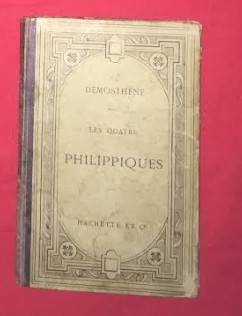 DÉMOSTHÈNE
LES QUATRE
PHILIPPIQUES
HACHETTE ET Cie